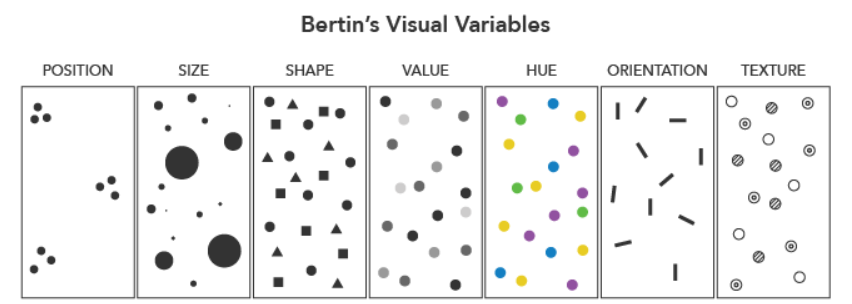 Bertin's Visual Variables
POSITION SIZE SHAPE VALUE HUE ORIENTATION TEXTURE